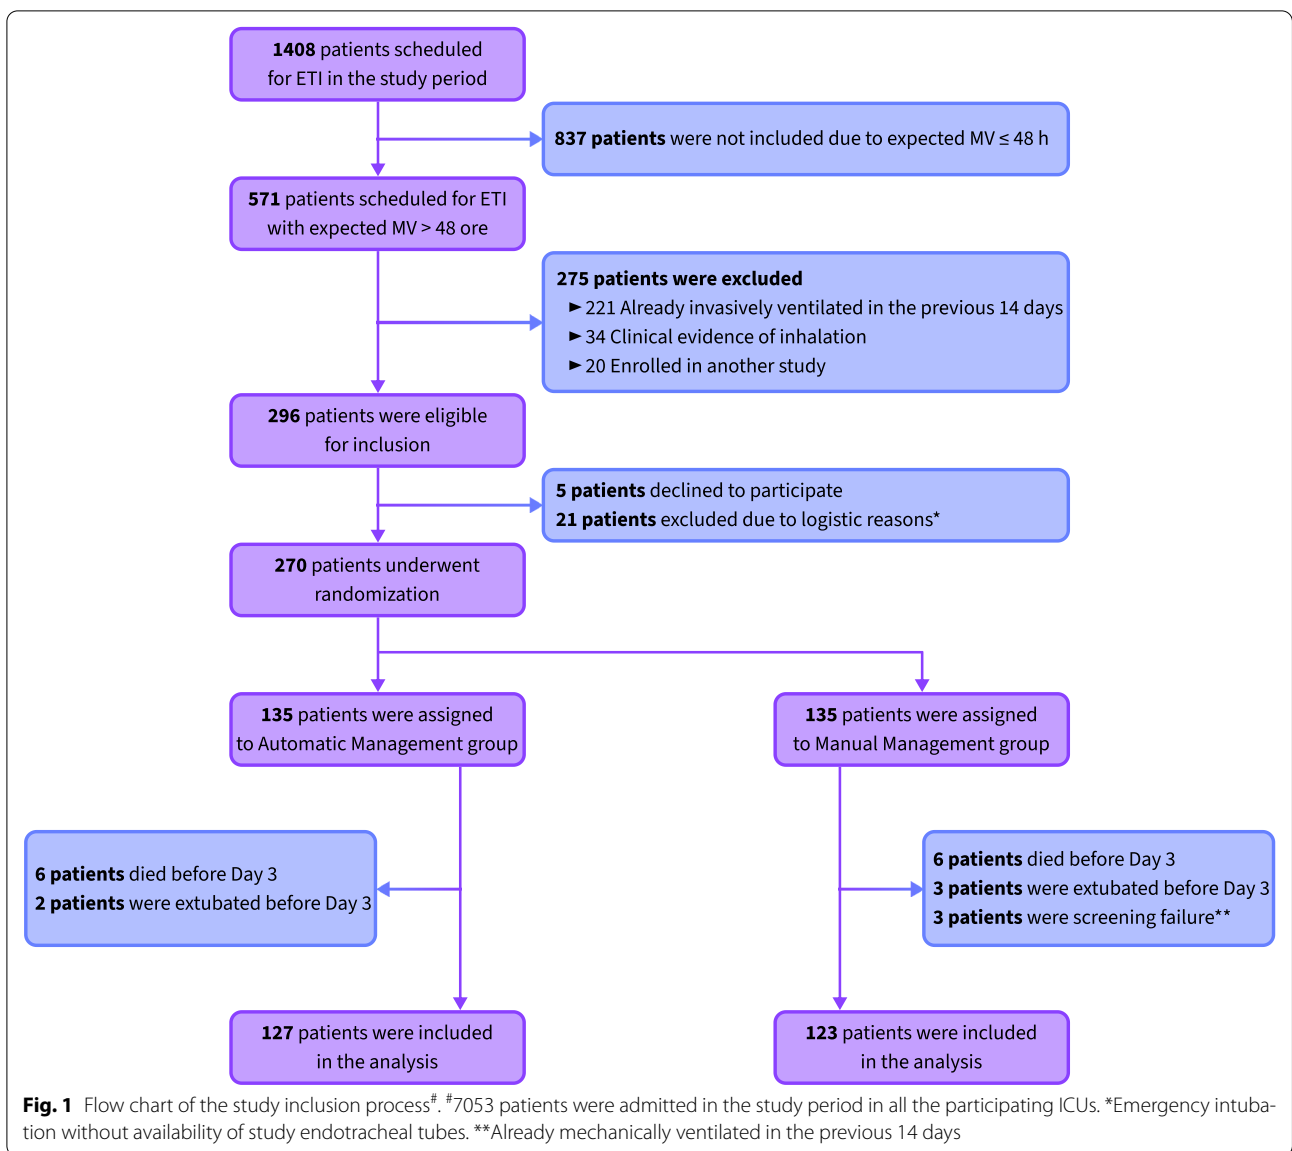 1408 patients scheduled
for ETI in the study period
837 patients were not included due to expected MV ≤ 48 h
571 patients scheduled for ETI
with expected MV > 48 ore
275 patients were excluded
► 221 Already invasively ventilated in the previous 14 days
► 34 Clinical evidence of inhalation
► 20 Enrolled in another study
296 patients were eligible
for inclusion
5 patients declined to participate
21 patients excluded due to logistic reasons*
270 patients underwent
randomization
135 patients were assigned
to Automatic Management group
135 patients were assigned
to Manual Management group
6 patients died before Day 3
2 patients were extubated before Day 3
6 patients died before Day 3
3 patients were extubated before Day 3
3 patients were screening failure**
127 patients were included
in the analysis
123 patients were included
in the analysis
Fig. 1 Flow chart of the study inclusion process#. #7053 patients were admitted in the study period in all the participating ICUs. *Emergency intuba-
tion without availability of study endotracheal tubes. **Already mechanically ventilated in the previous 14 days